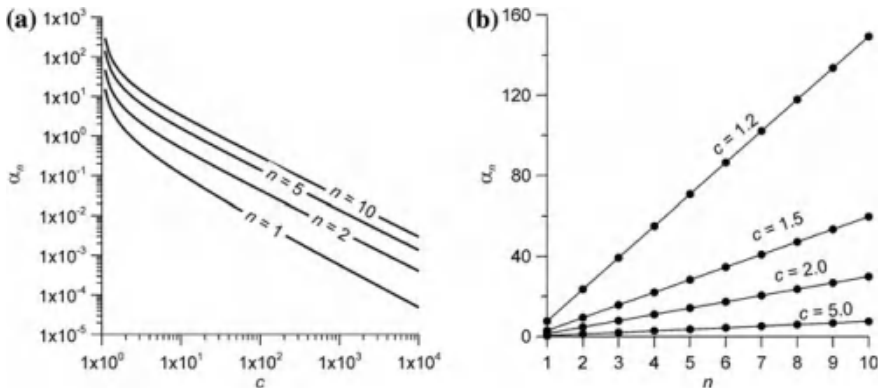 (a)
1x10³
1x10²
1x10¹
1x10⁰
1x10⁻¹
1x10⁻²
1x10⁻³
1x10⁻⁴
1x10⁻⁵
αₙ
n = 10
n = 5
n = 2
n = 1
1x10⁰ 1x10¹ 1x10² 1x10³ 1x10⁴
c
(b)
160
120
80
40
0
αₙ
c = 1.2
c = 1.5
c = 2.0
c = 5.0
1 2 3 4 5 6 7 8 9 10
n